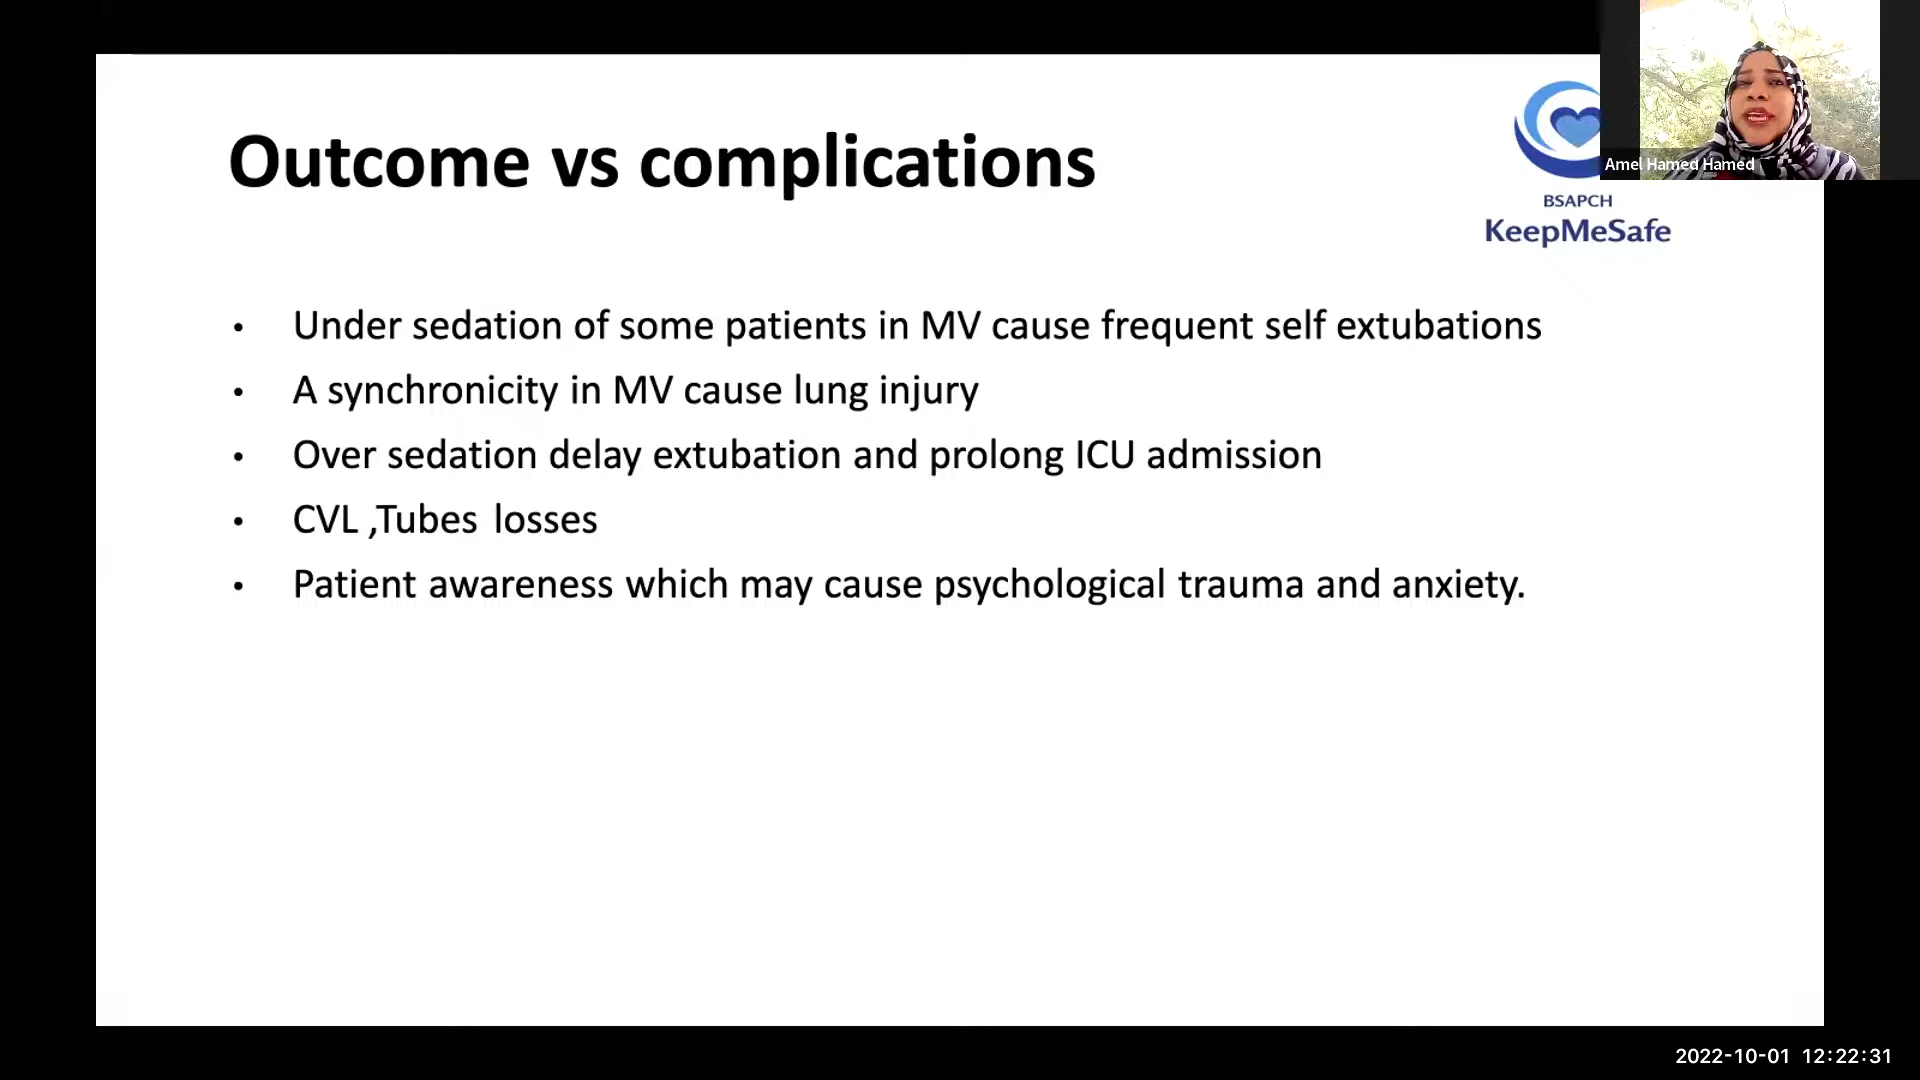 Outcome vs complications
BSAPCH
KeepMeSafe
Amel Hamed Hamed
• Under sedation of some patients in MV cause frequent self extubations
• A synchronicity in MV cause lung injury
• Over sedation delay extubation and prolong ICU admission
• CVL ,Tubes losses
• Patient awareness which may cause psychological trauma and anxiety.
2022-10-01 12:22:31